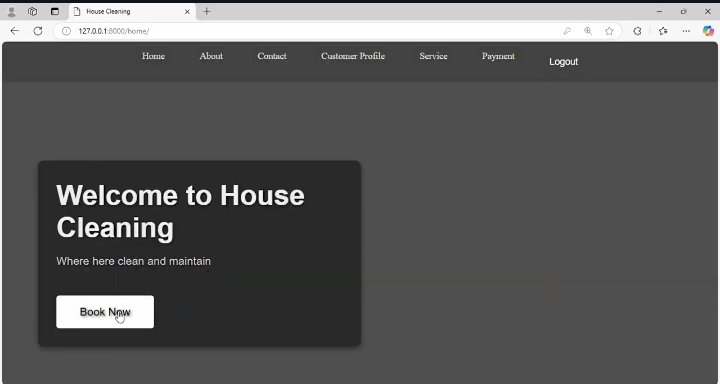 House Cleaning
127.0.0.1:8000/home/
Home About Contact Customer Profile Service Payment Logout
Welcome to House
Cleaning
Where here clean and maintain
Book Now